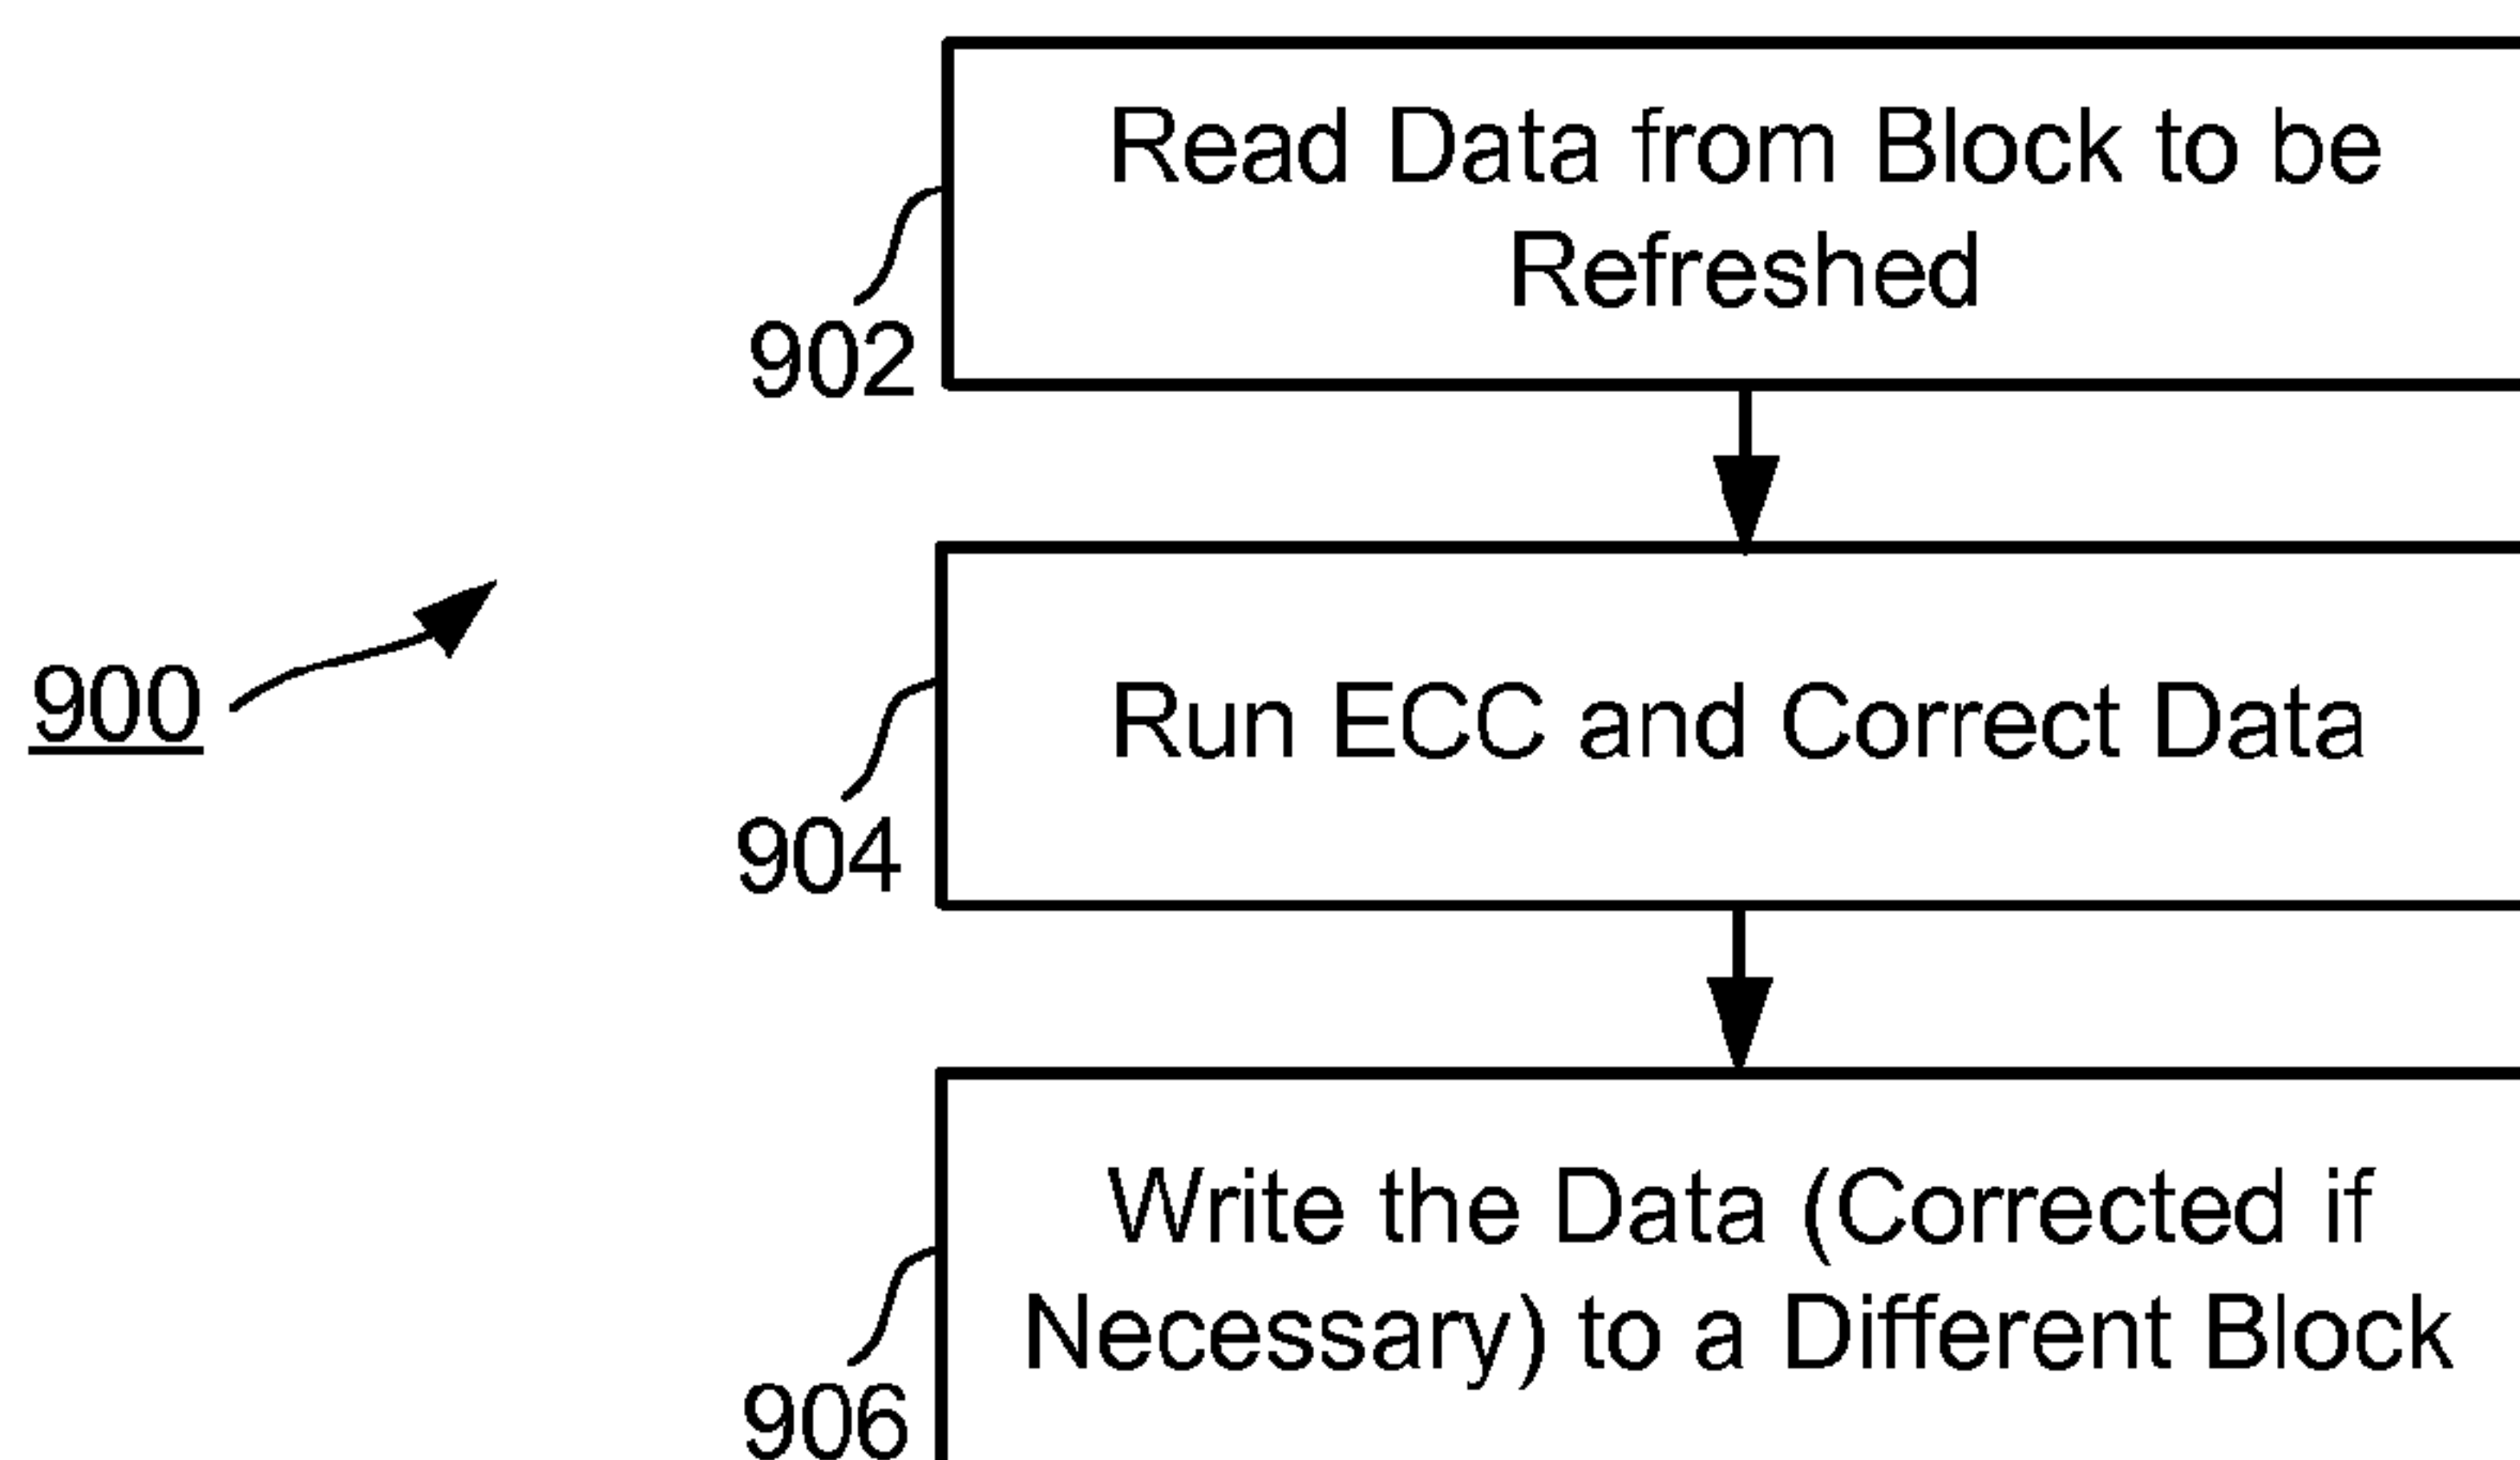 Read Data from Block to be
Refreshed
902
900
Run ECC and Correct Data
904
Write the Data (Corrected if
Necessary) to a Different Block
906